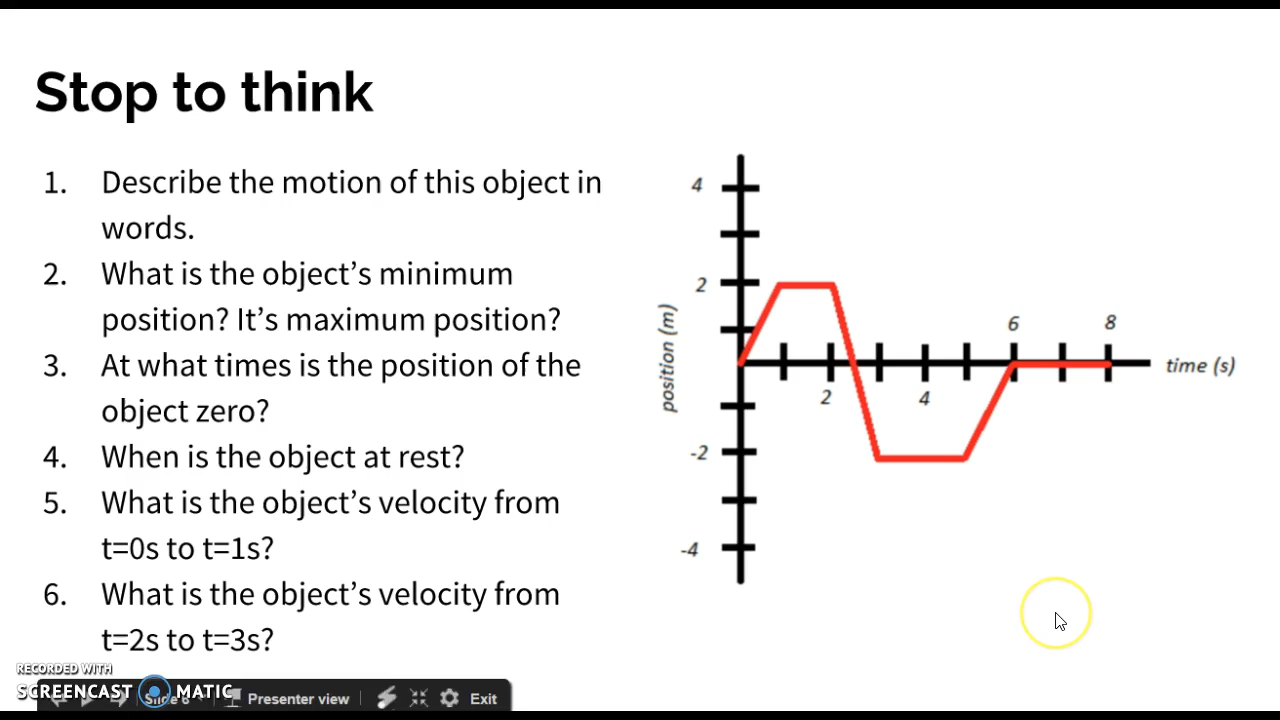 Stop to think
1. Describe the motion of this object in
words.
2. What is the object's minimum
position? It's maximum position?
3. At what times is the position of the
object zero?
4. When is the object at rest?
5. What is the object's velocity from
t=0s to t=1s?
6. What is the object's velocity from
t=2s to t=3s?
4
2
-2
-4
position (m)
2
4
6
8
time (s)
RECORDED WITH
SCREENCAST MATIC
Presenter view
Exit